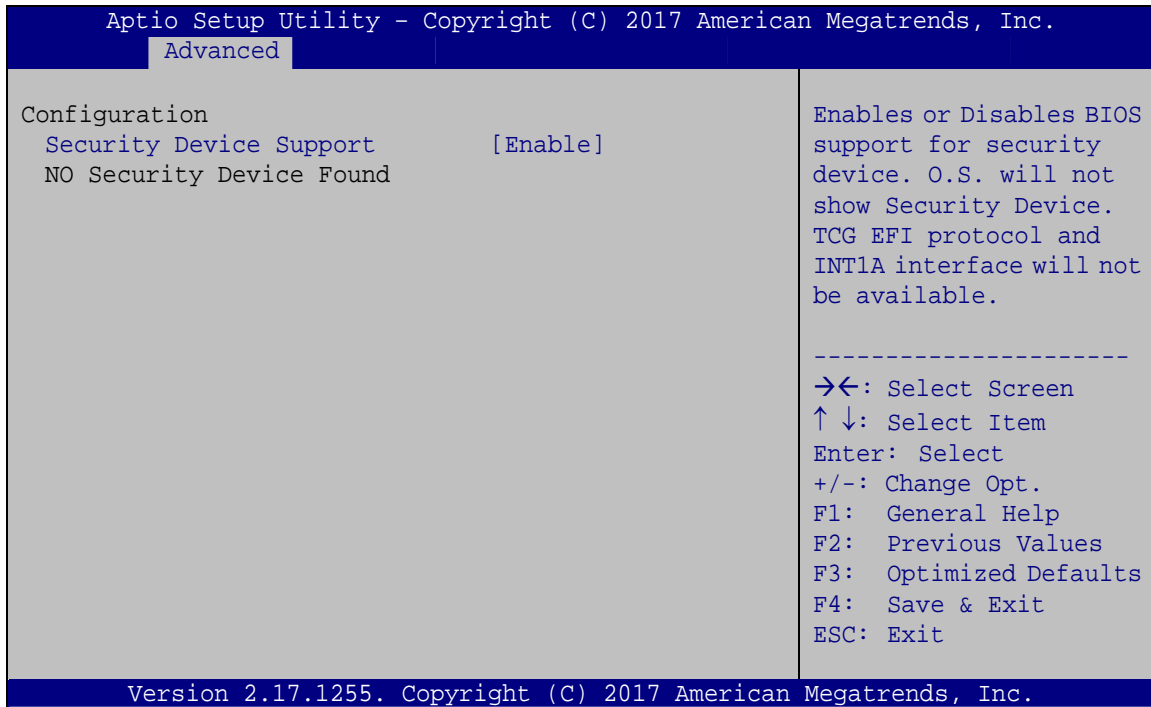 Aptio Setup Utility – Copyright (C) 2017 American Megatrends, Inc.
Advanced
Configuration
Security Device Support [Enable]
NO Security Device Found
Enables or Disables BIOS
support for security
device. O.S. will not
show Security Device.
TCG EFI protocol and
INT1A interface will not
be available.
----------------------
→←: Select Screen
↑ ↓: Select Item
Enter: Select
+/-: Change Opt.
F1: General Help
F2: Previous Values
F3: Optimized Defaults
F4: Save & Exit
ESC: Exit
Version 2.17.1255. Copyright (C) 2017 American Megatrends, Inc.